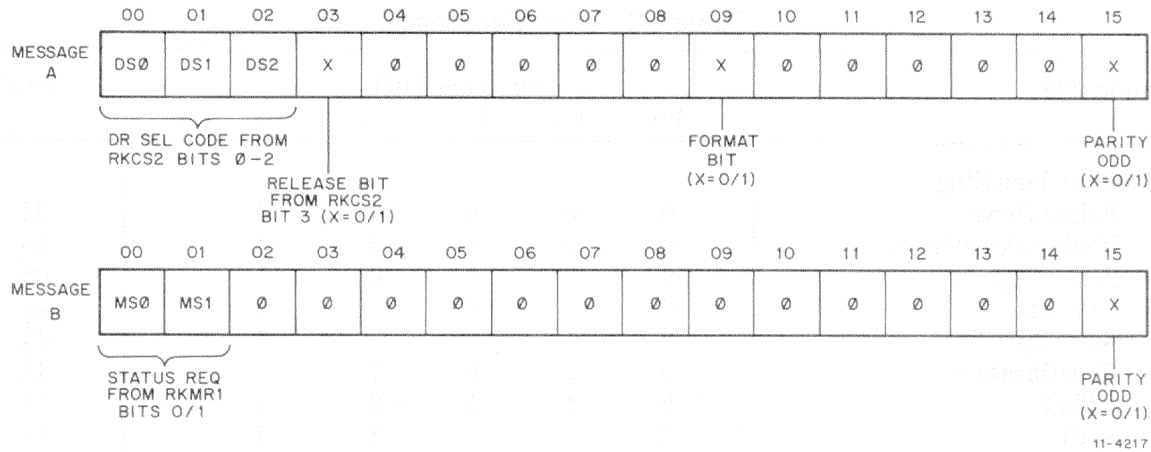 00 01 02 03 04 05 06 07 08 09 10 11 12 13 14 15
MESSAGE
A
DSØ DS1 DS2 X Ø Ø Ø Ø Ø X Ø Ø Ø Ø Ø X
DR SEL CODE FROM
RKCS2 BITS Ø-2
RELEASE BIT
FROM RKCS2
BIT 3 (X=0/1)
FORMAT
BIT
(X=0/1)
PARITY
ODD
(X=0/1)
00 01 02 03 04 05 06 07 08 09 10 11 12 13 14 15
MESSAGE
B
MSØ MS1 Ø Ø Ø Ø Ø Ø Ø Ø Ø Ø Ø Ø Ø X
STATUS REQ
FROM RKMR1
BITS 0/1
PARITY
ODD
(X=0/1)
11-4217